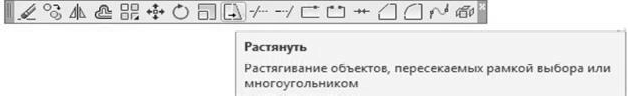 Растянуть
Растягивание объектов, пересекаемых рамкой выбора или
многоугольником